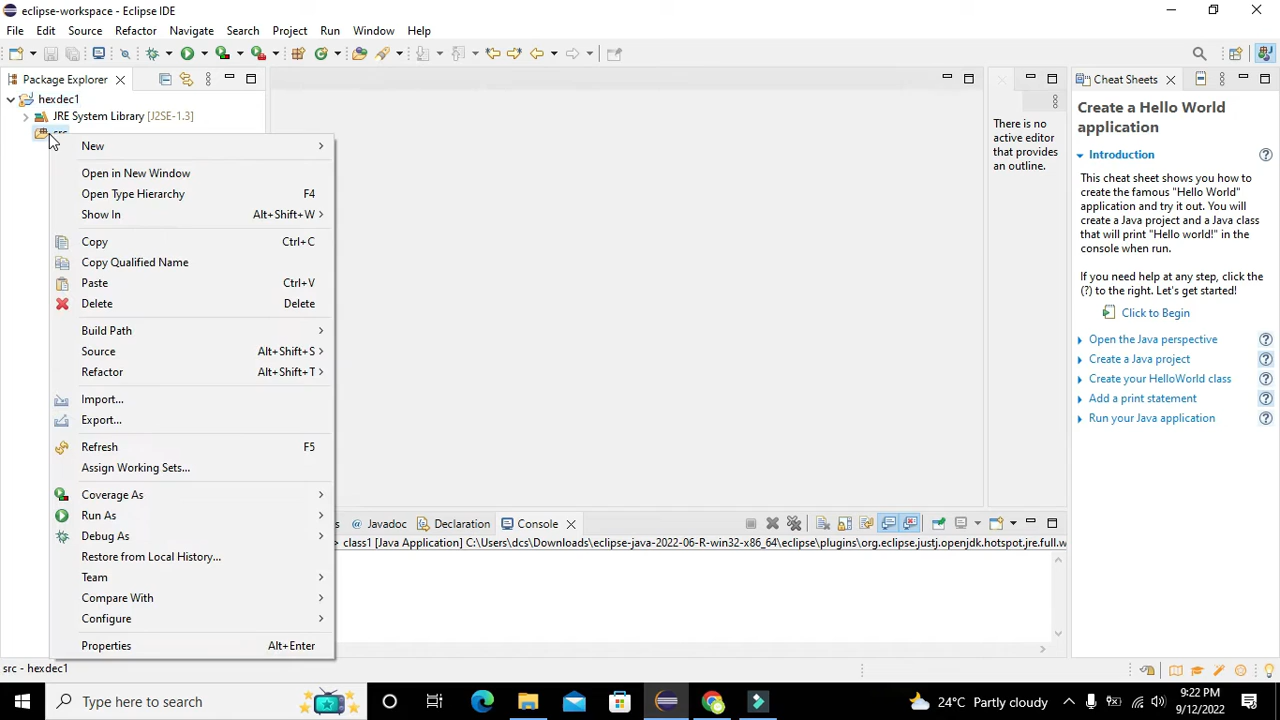 eclipse-workspace - Eclipse IDE
File Edit Source Refactor Navigate Search Project Run Window Help
Package Explorer
hexdec1
JRE System Library [J2SE-1.3]
src
New
Open in New Window
Open Type Hierarchy F4
Show In Alt+Shift+W
Copy Ctrl+C
Copy Qualified Name
Paste Ctrl+V
Delete Delete
Build Path
Source Alt+Shift+S
Refactor Alt+Shift+T
Import...
Export...
Refresh F5
Assign Working Sets...
Coverage As
Run As
Debug As
Restore from Local History...
Team
Compare With
Configure
Properties Alt+Enter
There is
no active
editor
that
provides
an outline.
Cheat Sheets
Create a Hello World
application
Introduction
This cheat sheet shows you how to
create the famous "Hello World"
application and try it out. You will
create a Java project and a Java class
that will print "Hello world!" in the
console when run.
If you need help at any step, click the
(?) to the right. Let's get started!
Click to Begin
Open the Java perspective
Create a Java project
Create your HelloWorld class
Add a print statement
Run your Java application
@ Javadoc Declaration Console
class1 [Java Application] C:\Users\dcs\Downloads\eclipse-java-2022-06-R-win32-x86_64\eclipse\plugins\org.eclipse.justj.openjdk.hotspot.jre.full.w
src - hexdec1
Type here to search
24°C Partly cloudy
9:22 PM
9/12/2022